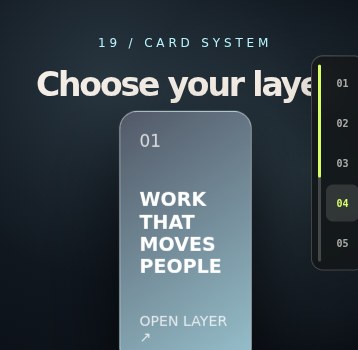 19 / CARD SYSTEM
Choose your laye
01
WORK
THAT
MOVES
PEOPLE
OPEN LAYER
↗
01
02
03
04
05